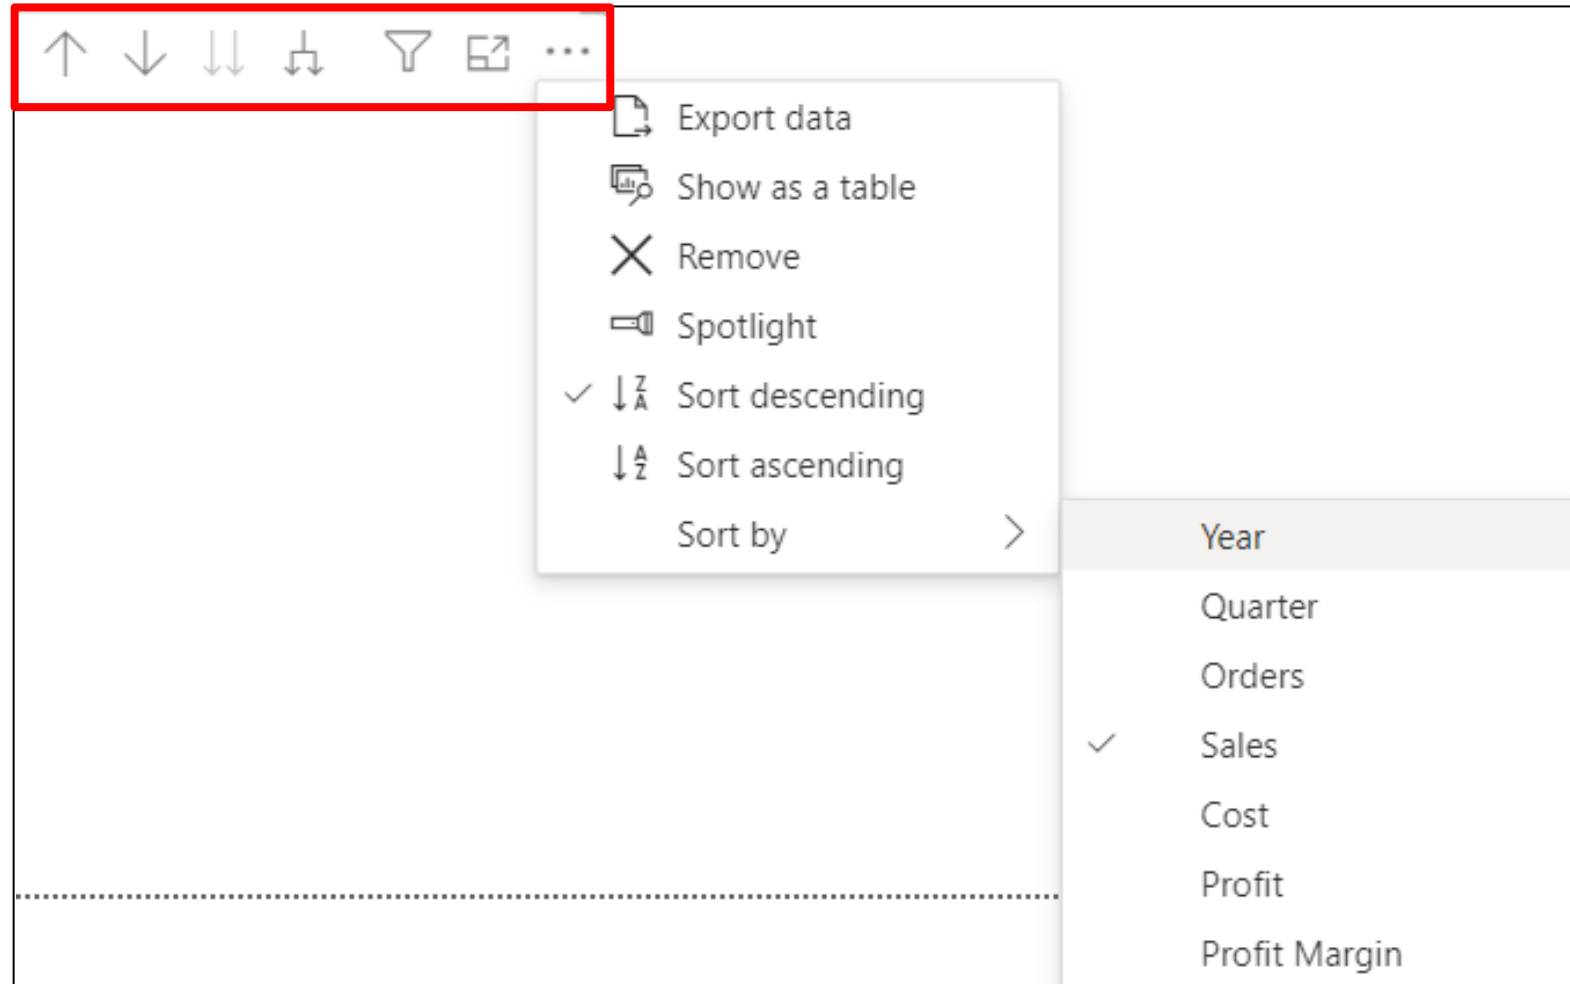 Export data
Show as a table
Remove
Spotlight
Sort descending
Sort ascending
Sort by
Year
Quarter
Orders
Sales
Cost
Profit
Profit Margin